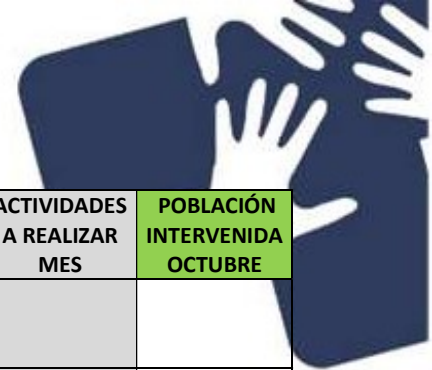 ACTIVIDADES
A REALIZAR
MES
POBLACIÓN
INTERVENIDA
OCTUBRE